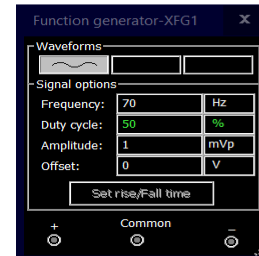 Function generator-XFG1 x
Waveforms
Signal options
Frequency: 70 Hz
Duty cycle: 50 %
Amplitude: 1 mVp
Offset: 0 V
Set rise/Fall time
+ Common –